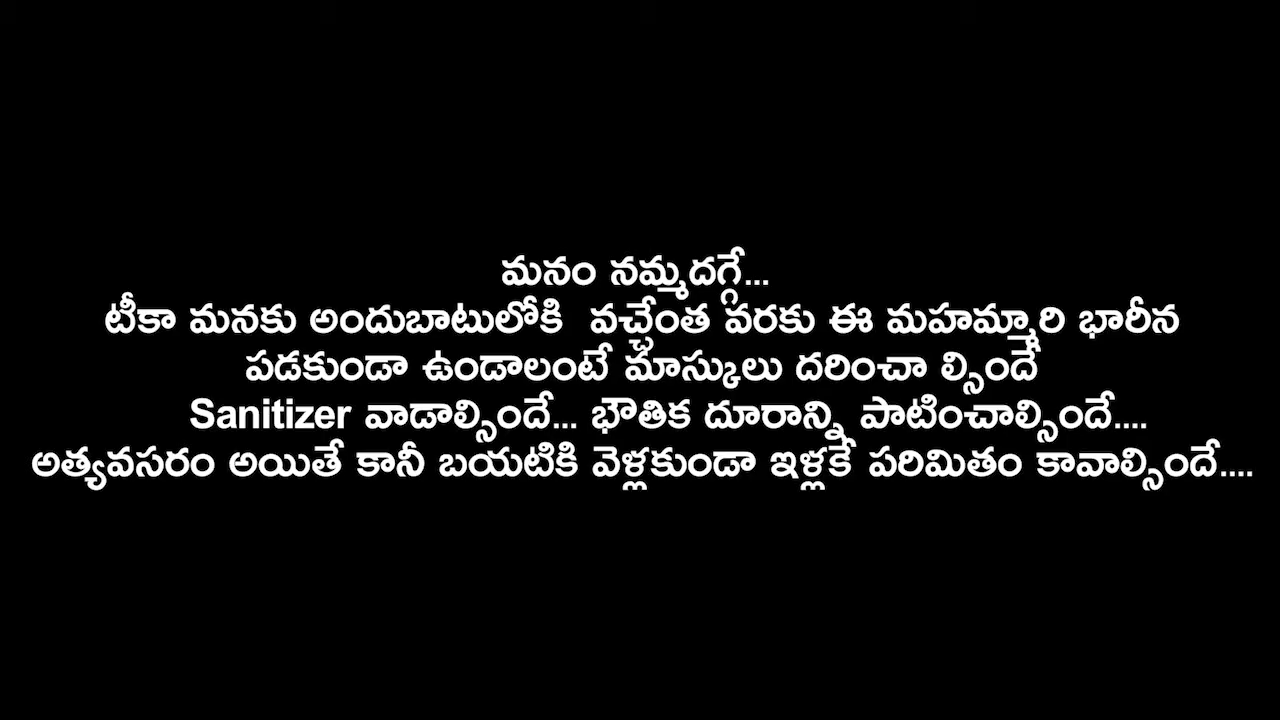 మనం నమ్మదగ్గే...
టీకా మనకు అందుబాటులోకి వచ్ఛేంత వరకు ఈ మహమ్మారి భారీన
పడకుండా ఉండాలంటే మాస్కులు దరించా ల్సిందే
Sanitizer వాడాల్సిందే... భౌతిక దూరాన్ని పాటించాల్సిందే....
అత్యవసరం అయితే కానీ బయటికి వెళ్లకుండా ఇళ్లకే పరిమితం కావాల్సిందే....